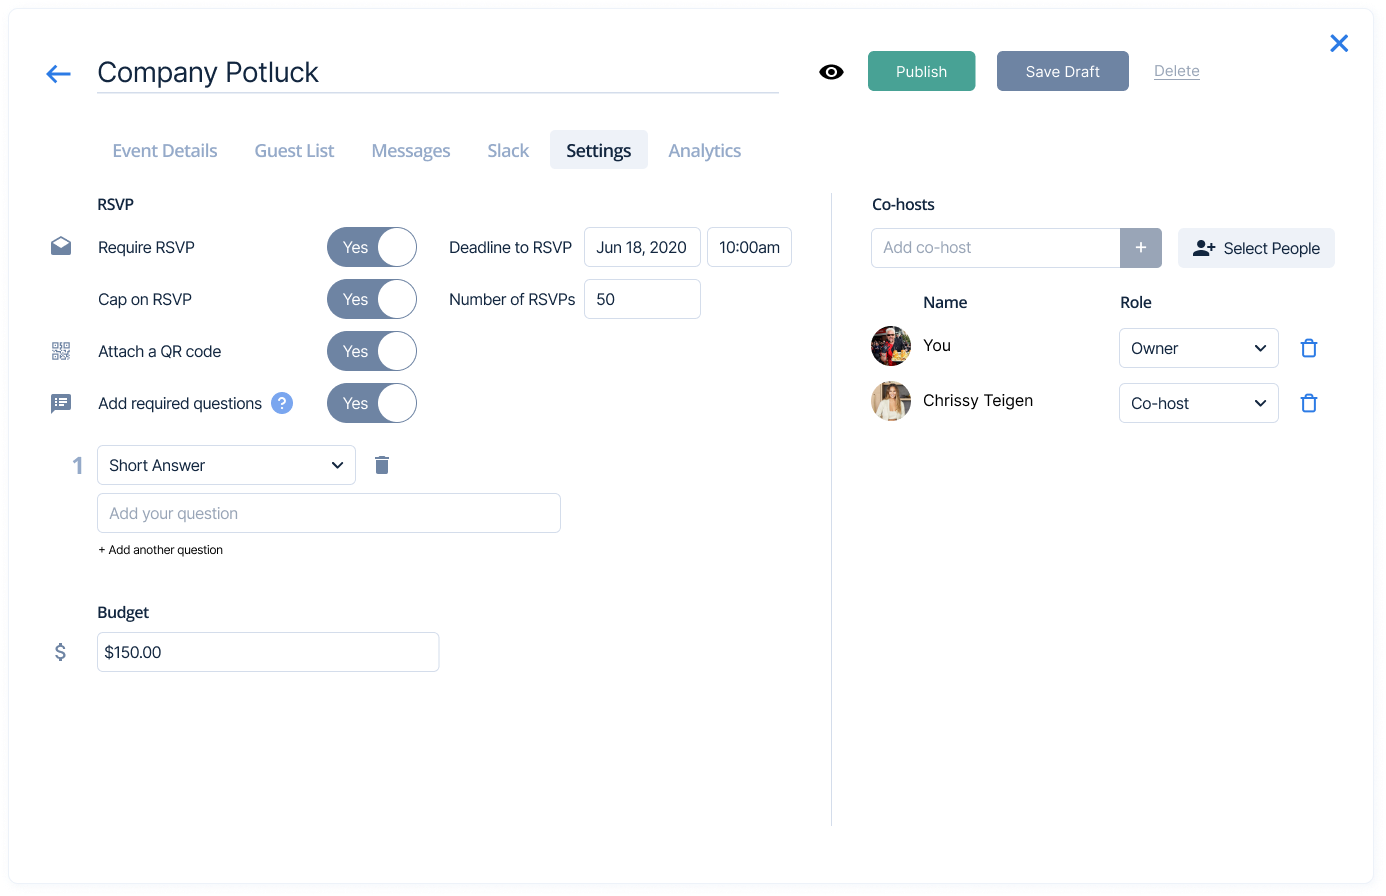 Company Potluck
Publish
Save Draft
Delete
Event Details
Guest List
Messages
Slack
Settings
Analytics
RSVP
Require RSVP
Yes
Deadline to RSVP
Jun 18, 2020
10:00am
Cap on RSVP
Yes
Number of RSVPs
50
Attach a QR code
Yes
Add required questions
?
Yes
1
Short Answer
Add your question
+ Add another question
Budget
$
$150.00
Co-hosts
Add co-host
+
Select People
Name
Role
You
Owner
Chrissy Teigen
Co-host